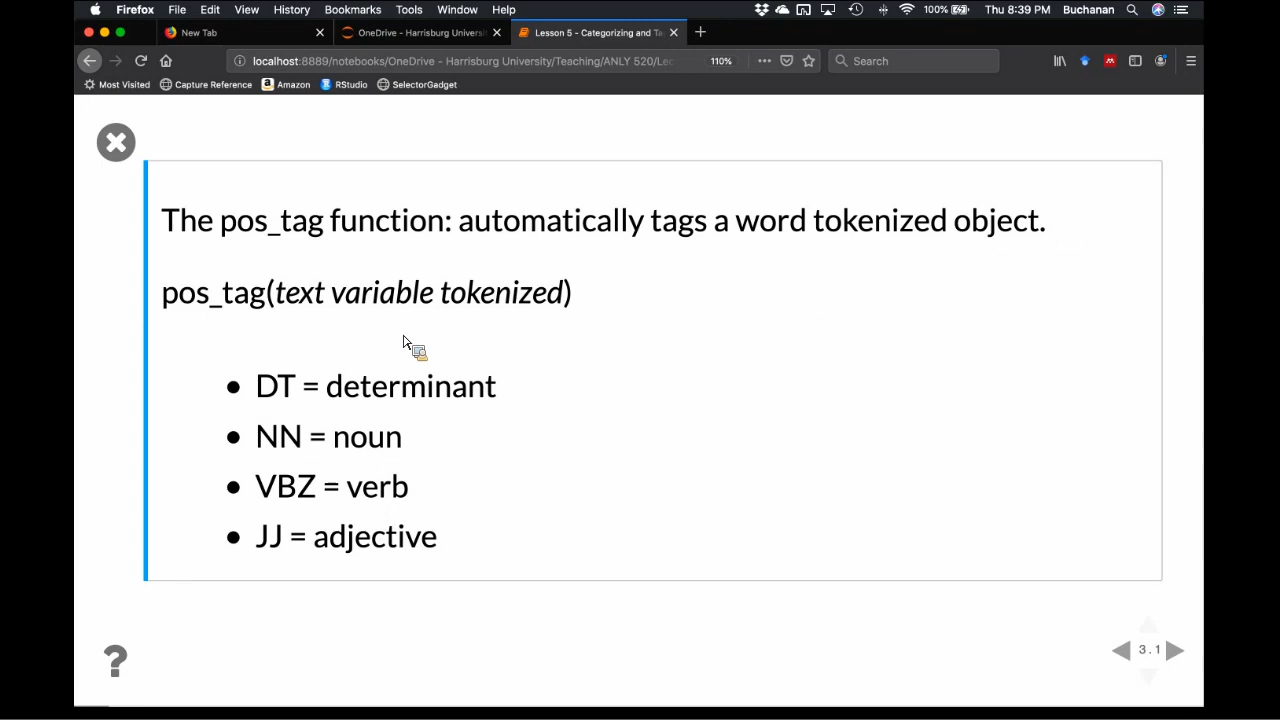 Firefox File Edit View History Bookmarks Tools Window Help 100% Thu 8:39 PM Buchanan
New Tab OneDrive - Harrisburg Universi Lesson 5 - Categorizing and Ta
localhost:8889/notebooks/OneDrive - Harrisburg University/Teaching/ANLY 520/Lec 110% Search
Most Visited Capture Reference Amazon RStudio SelectorGadget
The pos_tag function: automatically tags a word tokenized object.
pos_tag(text variable tokenized)
• DT = determinant
• NN = noun
• VBZ = verb
• JJ = adjective
?
3.1